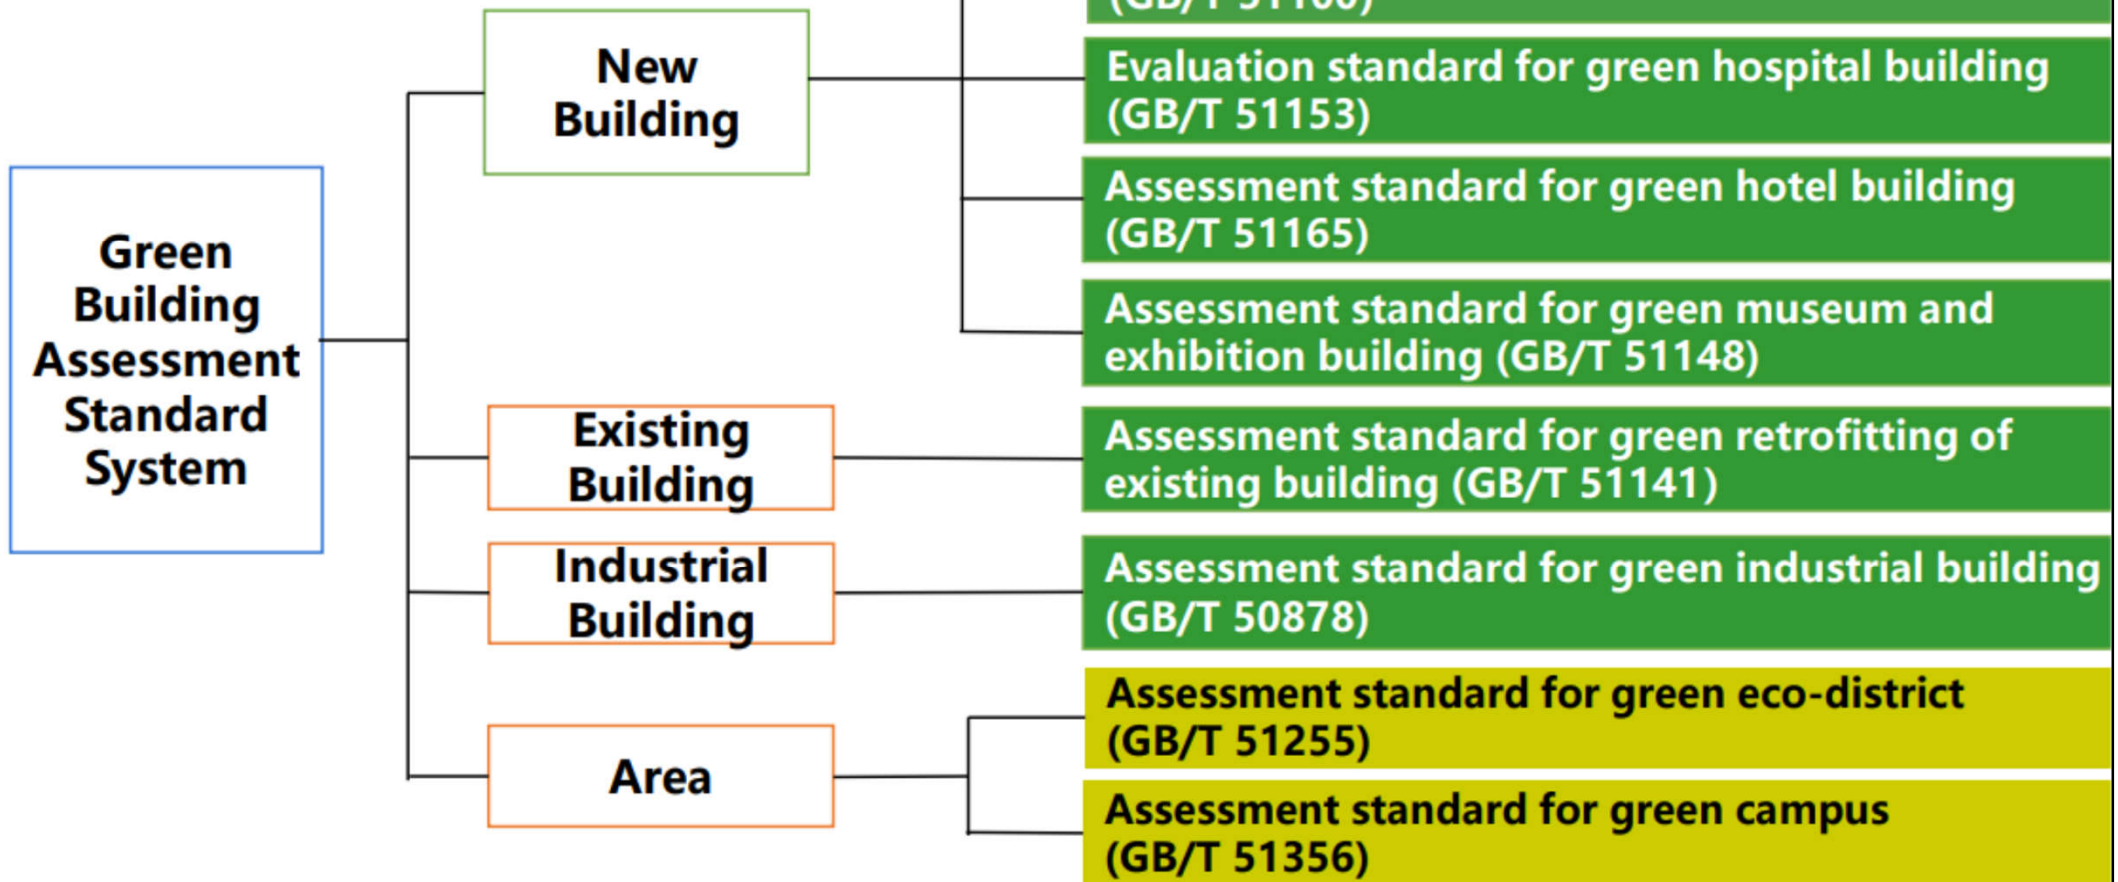 New
Building
Green
Building
Assessment
Standard
System
Existing
Building
Industrial
Building
Area
Evaluation standard for green hospital building
(GB/T 51153)
Assessment standard for green hotel building
(GB/T 51165)
Assessment standard for green museum and
exhibition building (GB/T 51148)
Assessment standard for green retrofitting of
existing building (GB/T 51141)
Assessment standard for green industrial building
(GB/T 50878)
Assessment standard for green eco-district
(GB/T 51255)
Assessment standard for green campus
(GB/T 51356)